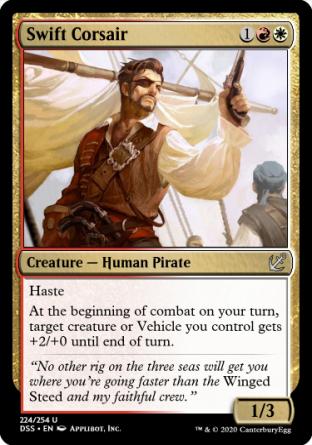 Swift Corsair 1
Creature — Human Pirate
Haste
At the beginning of combat on your turn,
target creature or Vehicle you control gets
+2/+0 until end of turn.
“No other rig on the three seas will get you
where you’re going faster than the Winged
Steed and my faithful crew.”
1/3
224/254 U
DSS • EN APPLIBOT, INC.
™ & © 2020 CanterburyEgg